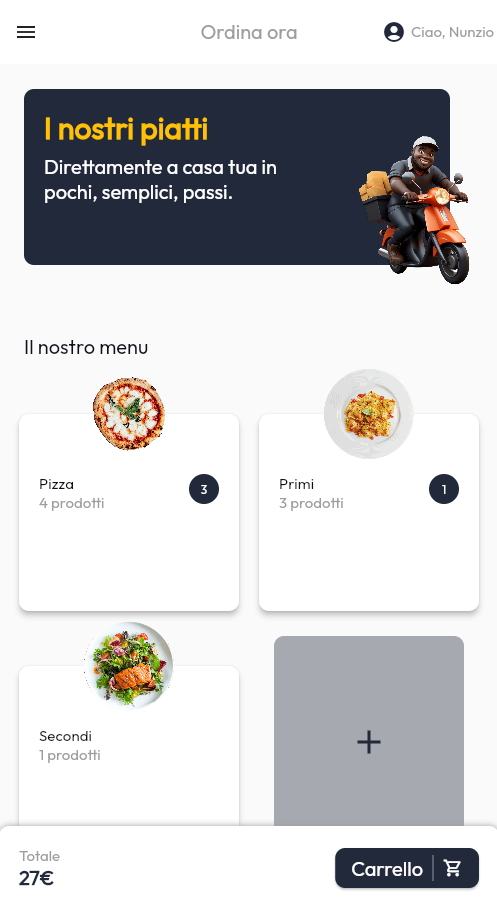 Ordina ora
Ciao, Nunzio
I nostri piatti
Direttamente a casa tua in
pochi, semplici, passi.
Il nostro menu
Pizza
4 prodotti
3
Primi
3 prodotti
1
Secondi
1 prodotti
Totale
27€
Carrello